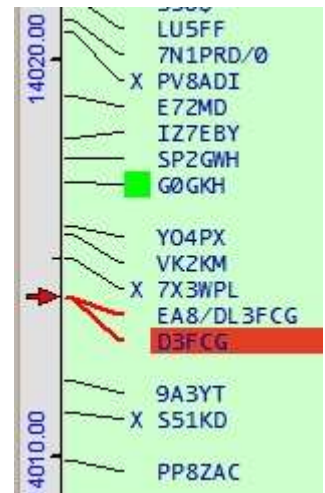 14020.00
LU5FF
7N1PRD/0
X PV8ADI
E72MD
IZ7EBY
SP2GWH
G0GKH
YO4PX
VK2KM
X 7X3WPL
EA8/DL3FCG
D3FCG
9A3YT
X S51KD
4010.00
PP8ZAC